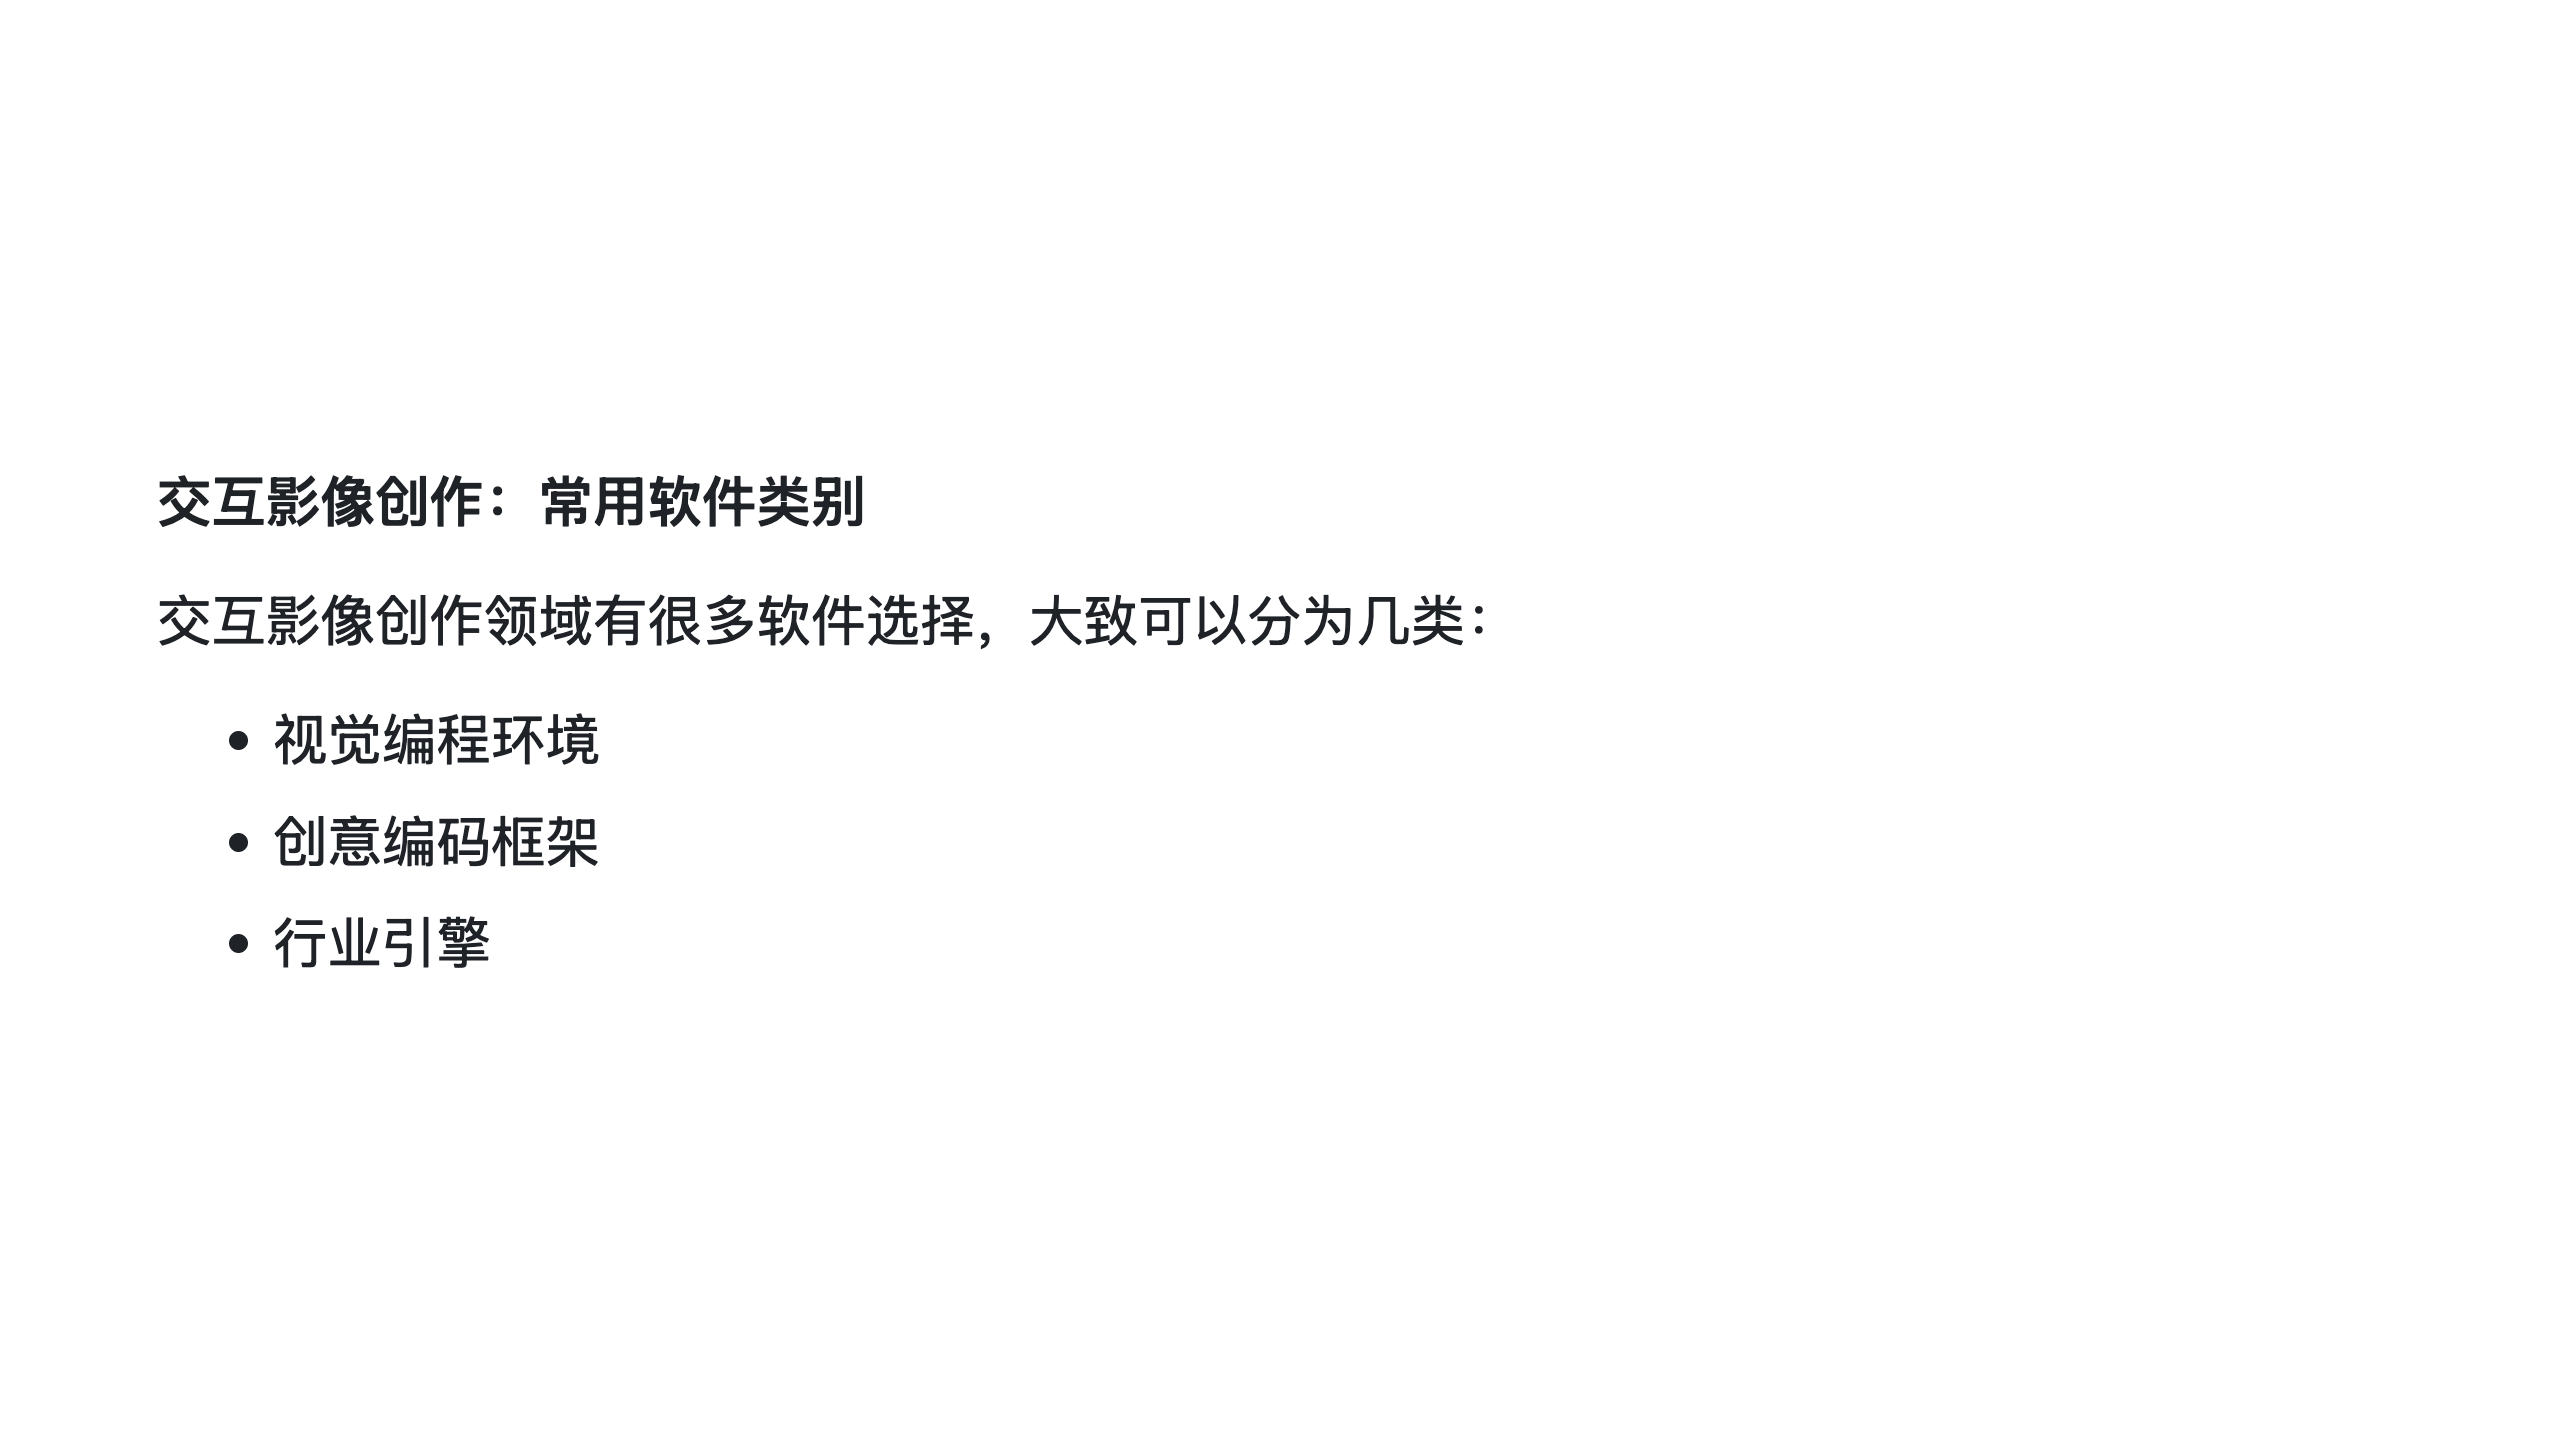 交互影像创作：常用软件类别
交互影像创作领域有很多软件选择，大致可以分为几类：
• 视觉编程环境
• 创意编码框架
• 行业引擎